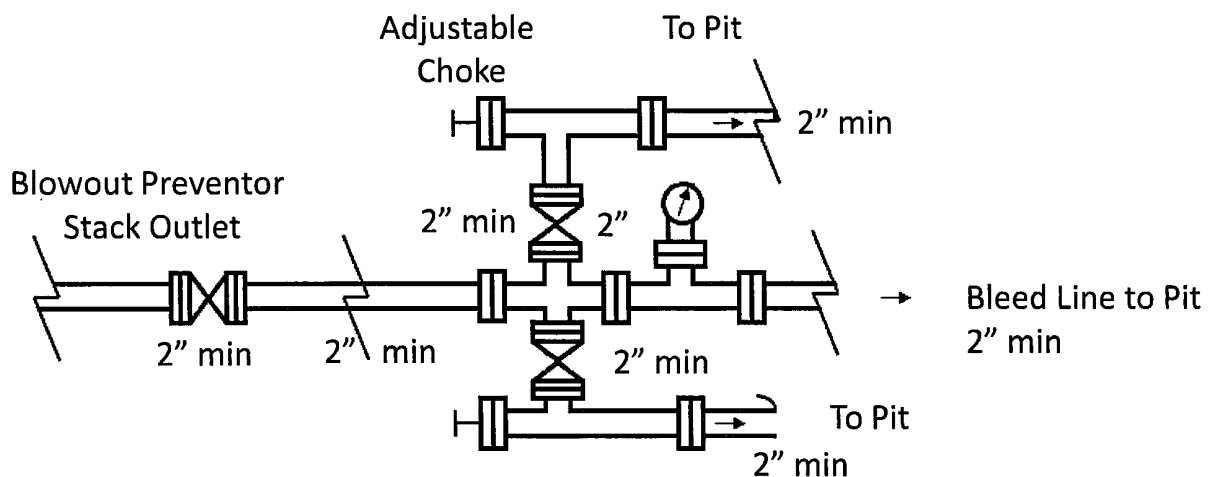 Adjustable
Choke
To Pit
2” min
Blowout Preventor
Stack Outlet
2” min
2”
Bleed Line to Pit
2” min
2” min
2” min
2” min
To Pit
2” min